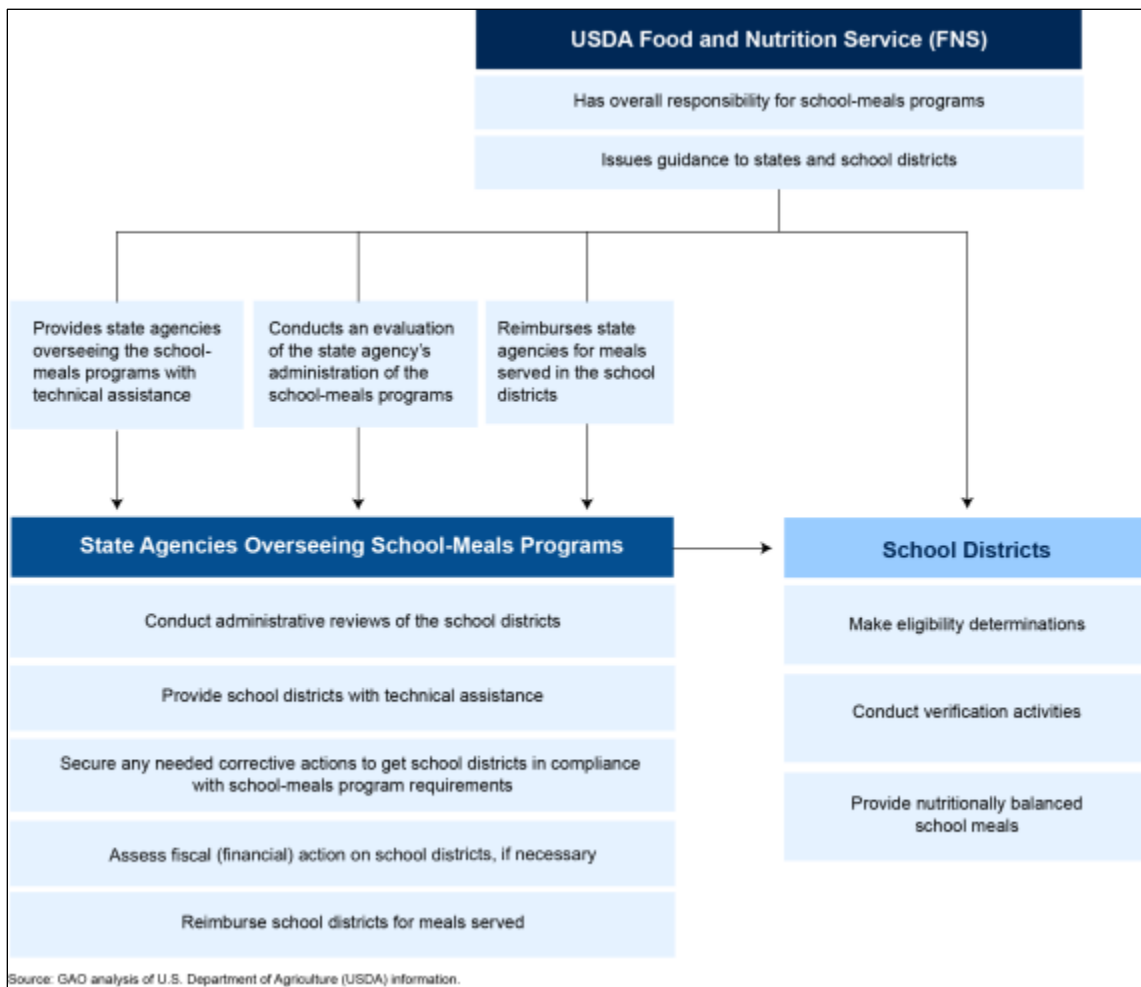 USDA Food and Nutrition Service (FNS)
Has overall responsibility for school-meals programs
Issues guidance to states and school districts
Provides state agencies
overseeing the school-
meals programs with
technical assistance
Conducts an evaluation
of the state agency's
administration of the
school-meals programs
Reimburses state
agencies for meals
served in the school
districts
State Agencies Overseeing School-Meals Programs
Conduct administrative reviews of the school districts
Provide school districts with technical assistance
Secure any needed corrective actions to get school districts in compliance
with school-meals program requirements
Assess fiscal (financial) action on school districts, if necessary
Reimburse school districts for meals served
School Districts
Make eligibility determinations
Conduct verification activities
Provide nutritionally balanced
school meals
Source: GAO analysis of U.S. Department of Agriculture (USDA) information.